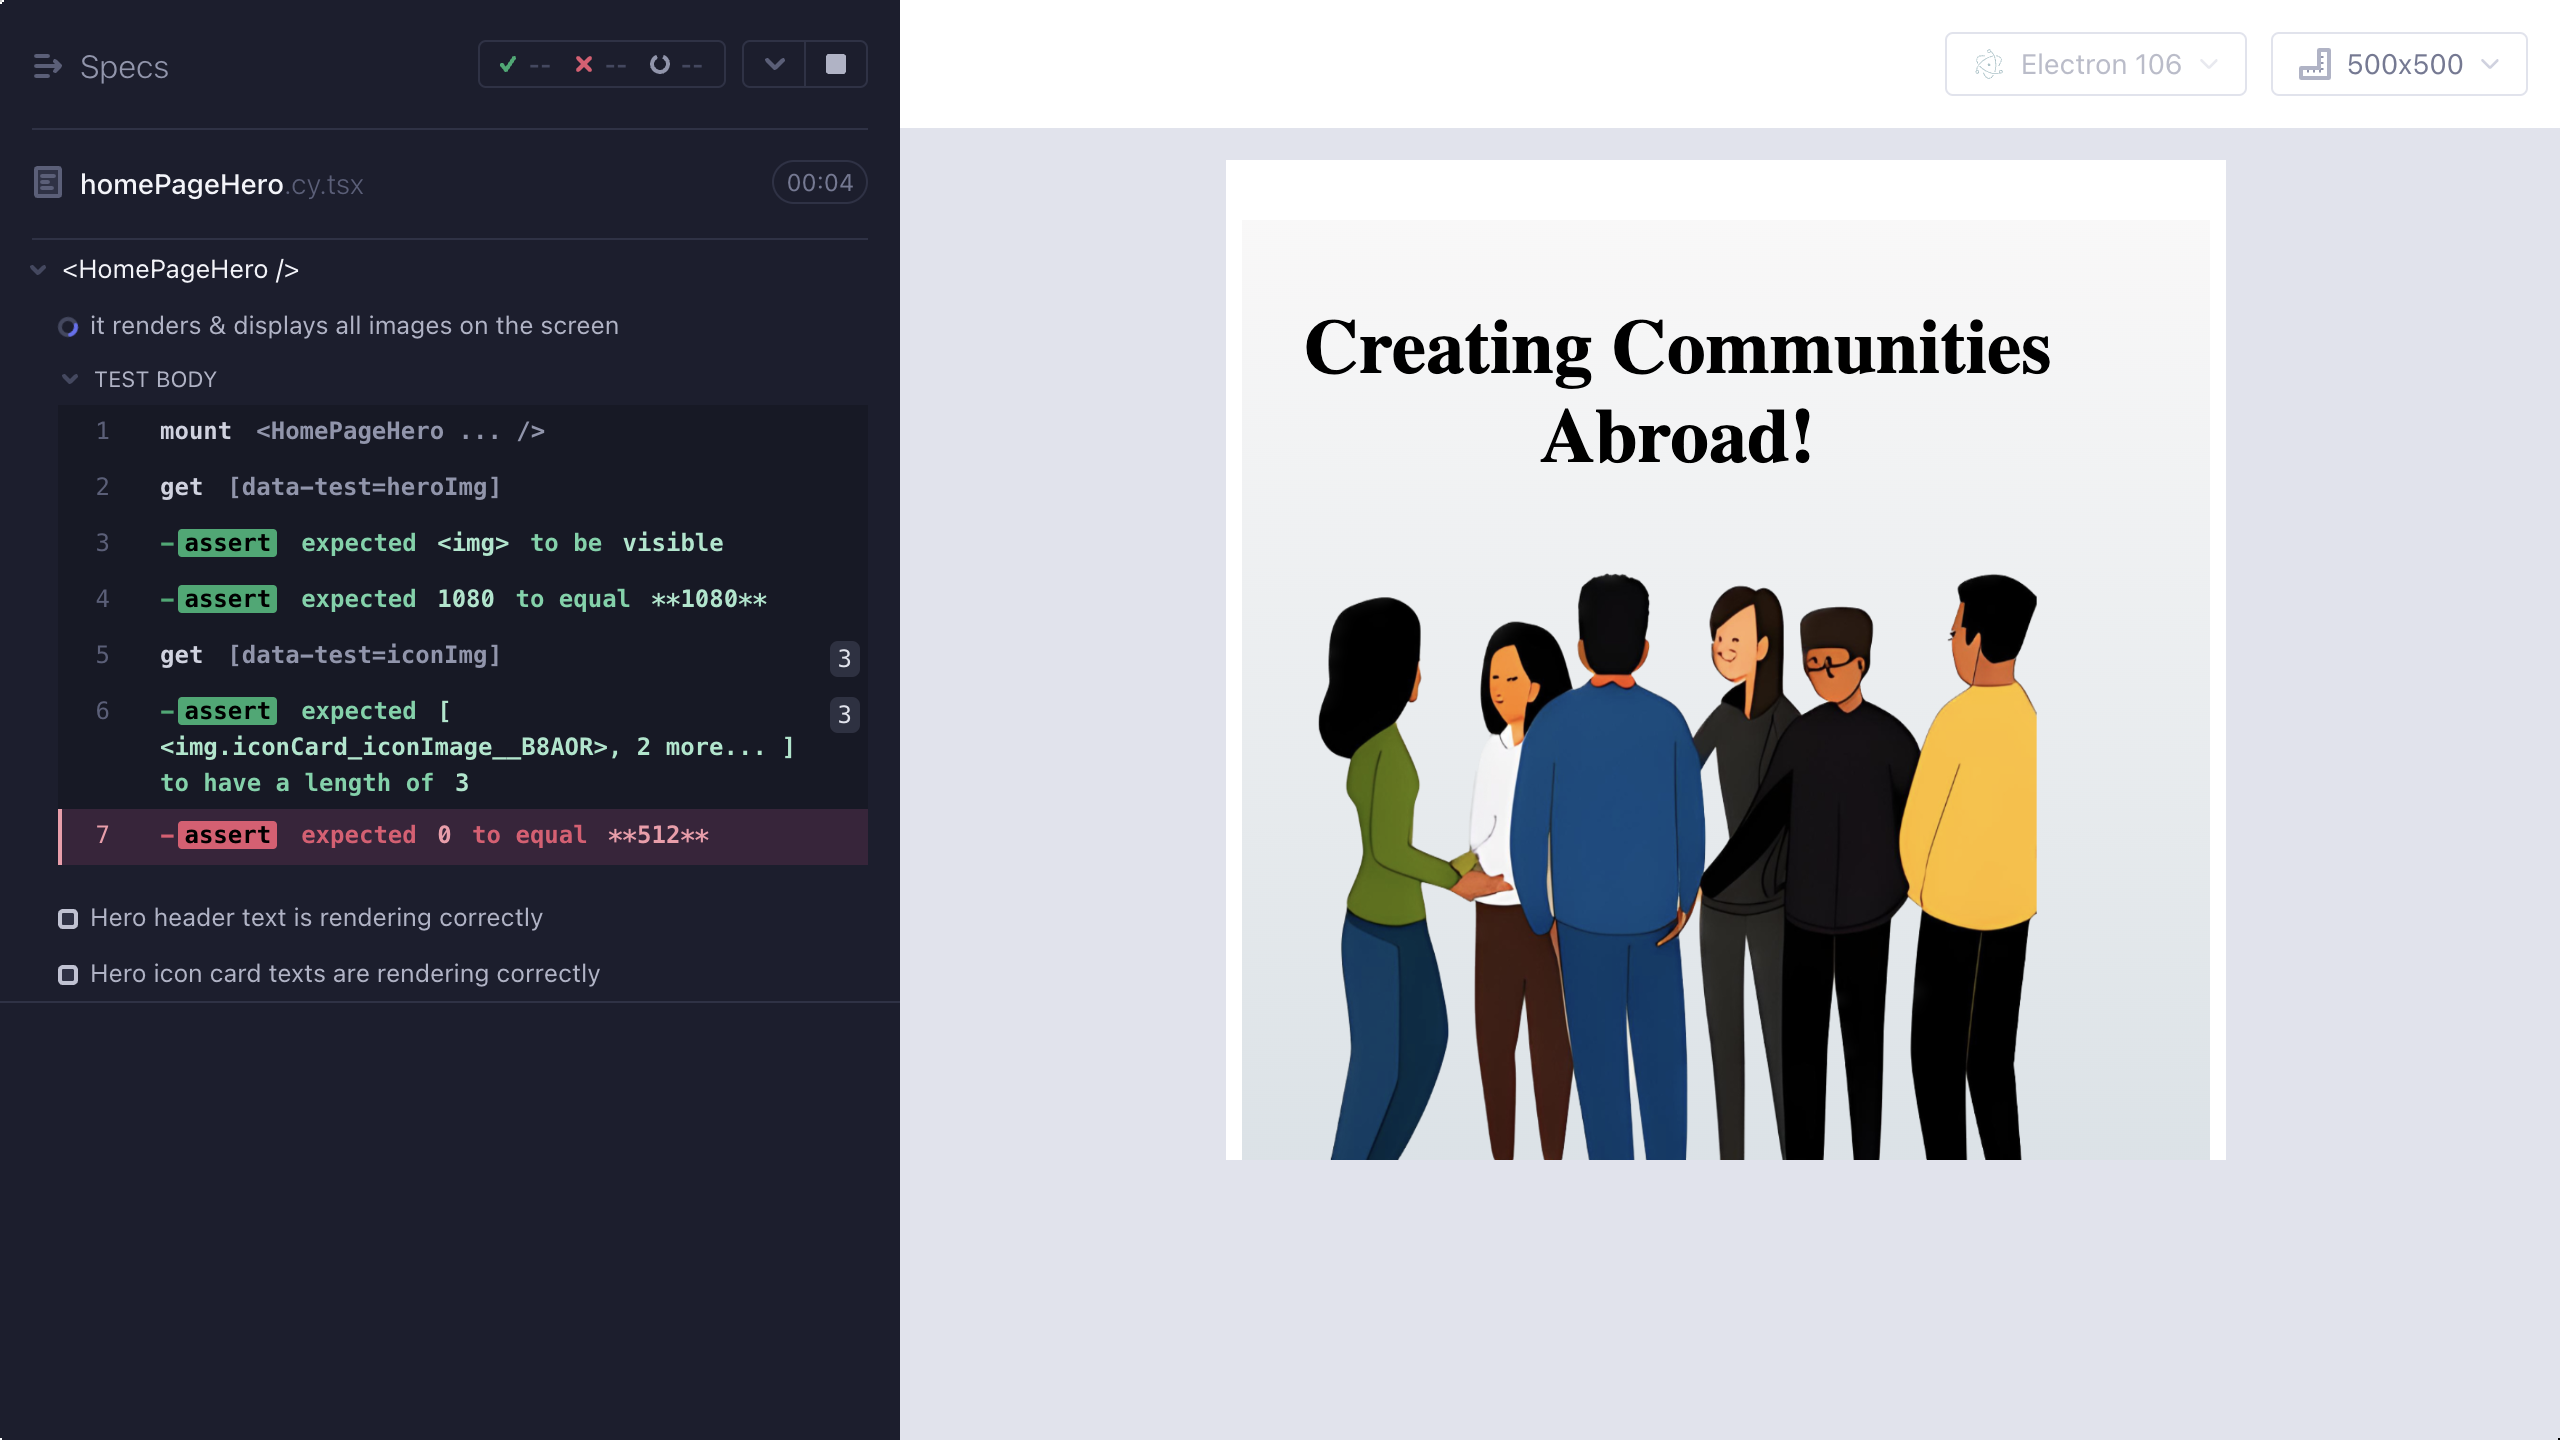 Specs
-- -- --
homePageHero.cy.tsx
00:04
<HomePageHero />
it renders & displays all images on the screen
TEST BODY
1 mount <HomePageHero ... />
2 get [data-test=heroImg]
3 -assert expected <img> to be visible
4 -assert expected 1080 to equal **1080**
5 get [data-test=iconImg] 3
6 -assert expected [ 3
<img.iconCard_iconImage__B8AOR>, 2 more... ]
to have a length of 3
7 -assert expected 0 to equal **512**
Hero header text is rendering correctly
Hero icon card texts are rendering correctly
Electron 106
500x500
Creating Communities
Abroad!